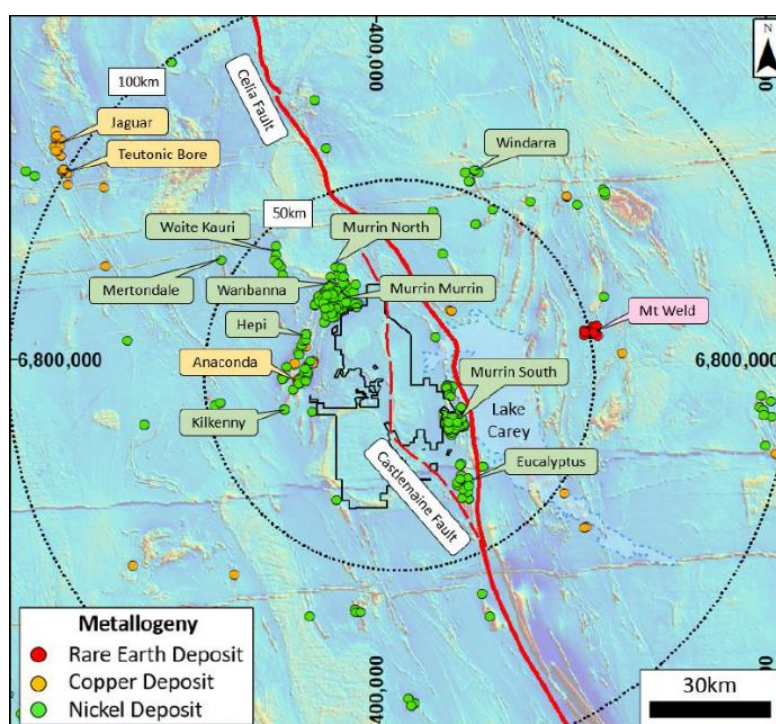 N
400,000
100km
Celia Fault
Jaguar
Teutonic Bore
Windarra
50km
Waite Kauri
Murrin North
Mertondale
Wanbanna
Murrin Murrin
Hepi
Mt Weld
6,800,000
Anaconda
6,800,000
Murrin South
Kilkenny
Lake
Carey
Eucalyptus
Castlemaine Fault
Metallogeny
Rare Earth Deposit
Copper Deposit
Nickel Deposit
400,000
30km